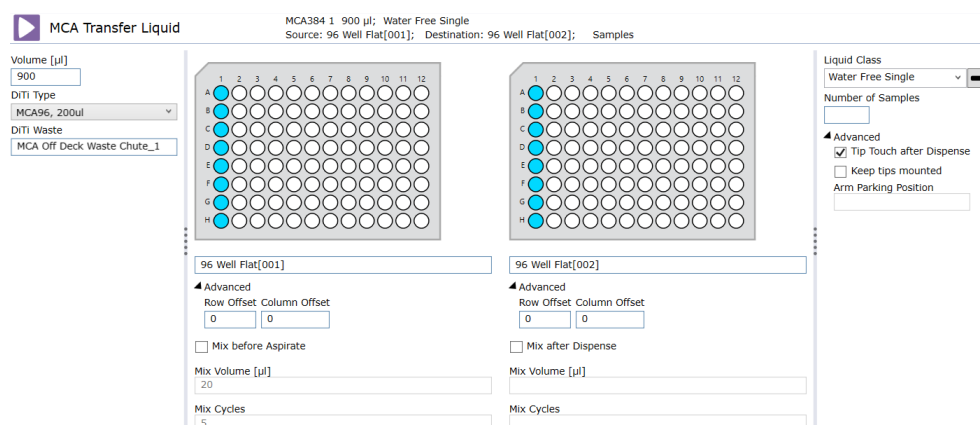 MCA Transfer Liquid
MCA384 1  900 µl;  Water Free Single
Source: 96 Well Flat[001];  Destination: 96 Well Flat[002];    Samples
Volume [µl]
900
DiTi Type
MCA96, 200ul
DiTi Waste
MCA Off Deck Waste Chute_1
1 2 3 4 5 6 7 8 9 10 11 12
A
B
C
D
E
F
G
H
96 Well Flat[001]
Advanced
Row Offset Column Offset
0 0
Mix before Aspirate
Mix Volume [µl]
20
Mix Cycles
5
1 2 3 4 5 6 7 8 9 10 11 12
A
B
C
D
E
F
G
H
96 Well Flat[002]
Advanced
Row Offset Column Offset
0 0
Mix after Dispense
Mix Volume [µl]
Mix Cycles
Liquid Class
Water Free Single
Number of Samples
Advanced
Tip Touch after Dispense
Keep tips mounted
Arm Parking Position